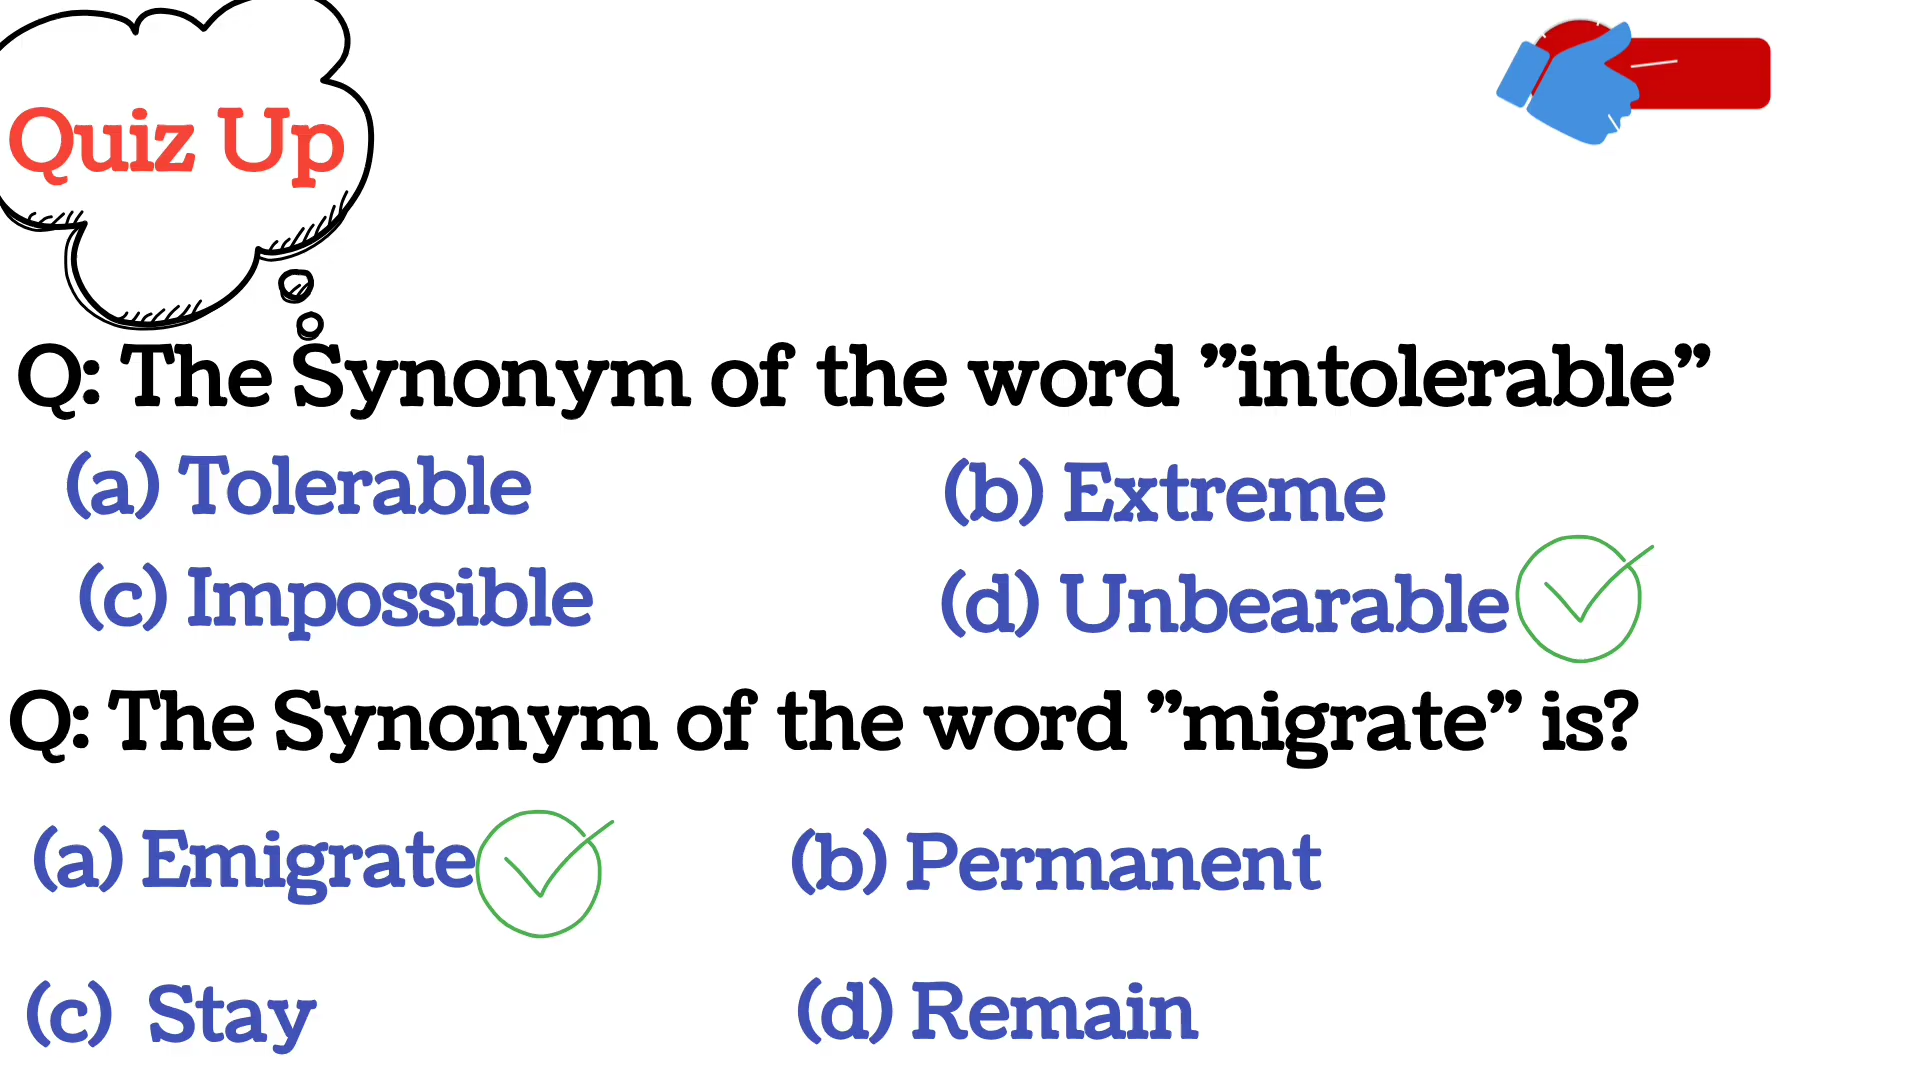 Quiz Up
Q: The Synonym of the word ”intolerable”
(a) Tolerable (b) Extreme
(c) Impossible (d) Unbearable
Q: The Synonym of the word ”migrate” is?
(a) Emigrate (b) Permanent
(c) Stay (d) Remain